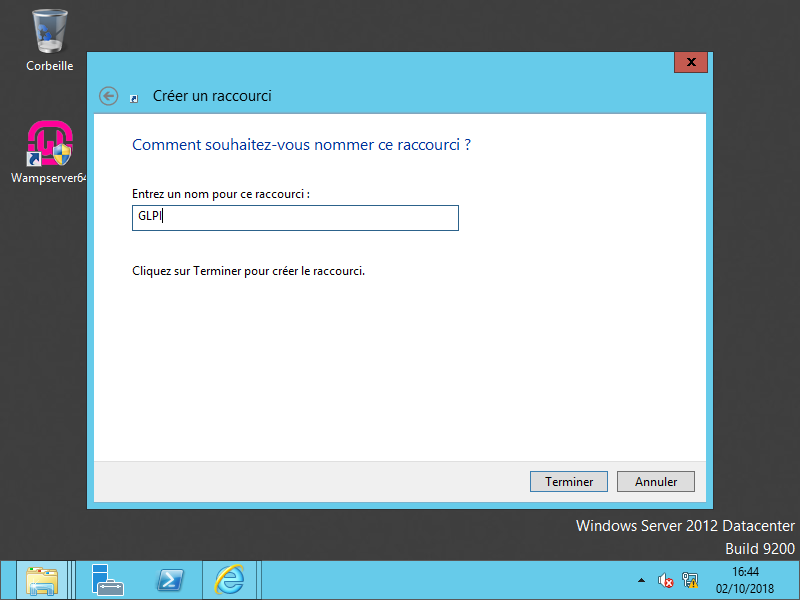 Corbeille
Wampserver64
x
Créer un raccourci
Comment souhaitez-vous nommer ce raccourci ?
Entrez un nom pour ce raccourci :
GLPI
Cliquez sur Terminer pour créer le raccourci.
Terminer
Annuler
Windows Server 2012 Datacenter
Build 9200
16:44
02/10/2018